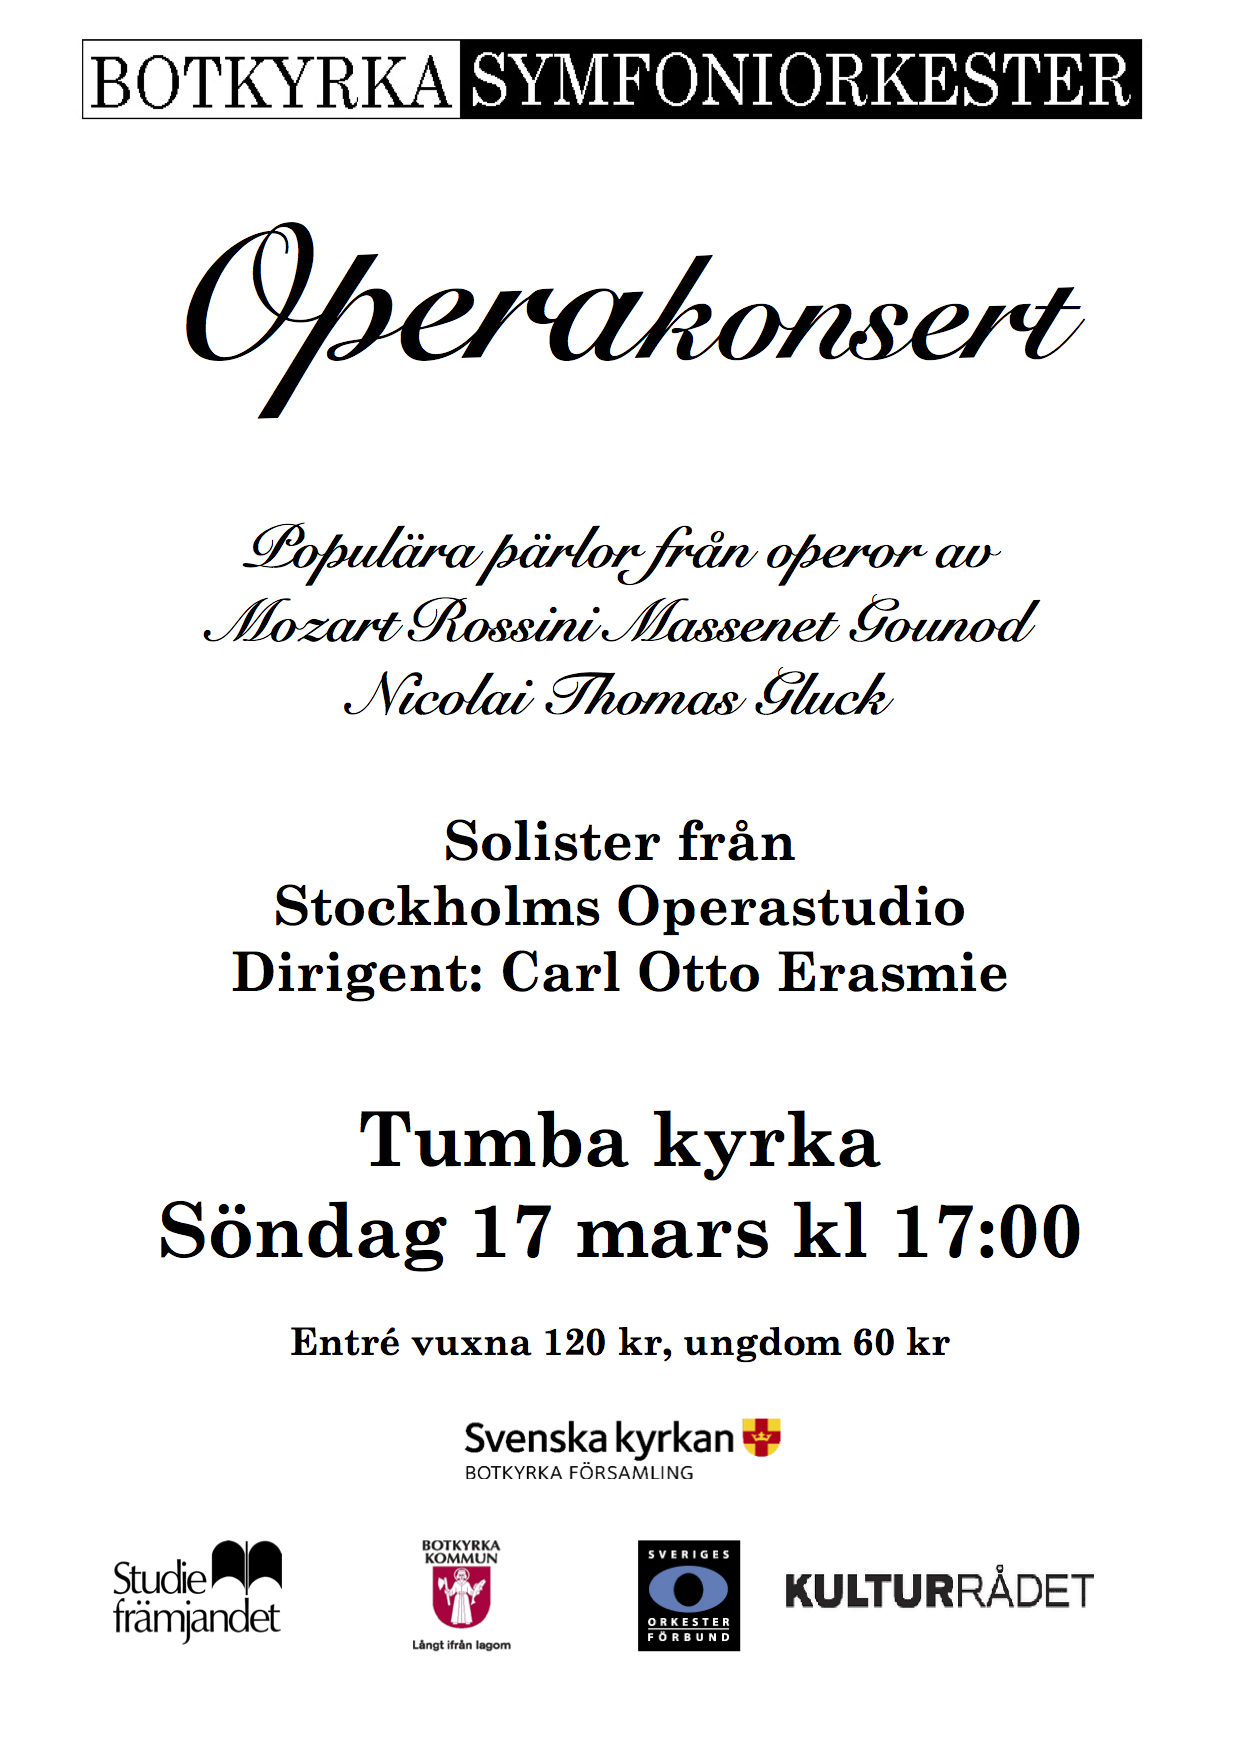 BOTKYRKA SYMFONIORKESTER
Operakonsert
Populära pärlor från operor av
Mozart Rossini Massenet Gounod
Nicolai Thomas Gluck
Solister från
Stockholms Operastudio
Dirigent: Carl Otto Erasmie
Tumba kyrka
Söndag 17 mars kl 17:00
Entré vuxna 120 kr, ungdom 60 kr
Svenska kyrkan
BOTKYRKA FÖRSAMLING
Studie
främjandet
BOTKYRKA
KOMMUN
Långt ifrån lagom
SVERIGES
ORKESTER
FÖRBUND
KULTURRÅDET